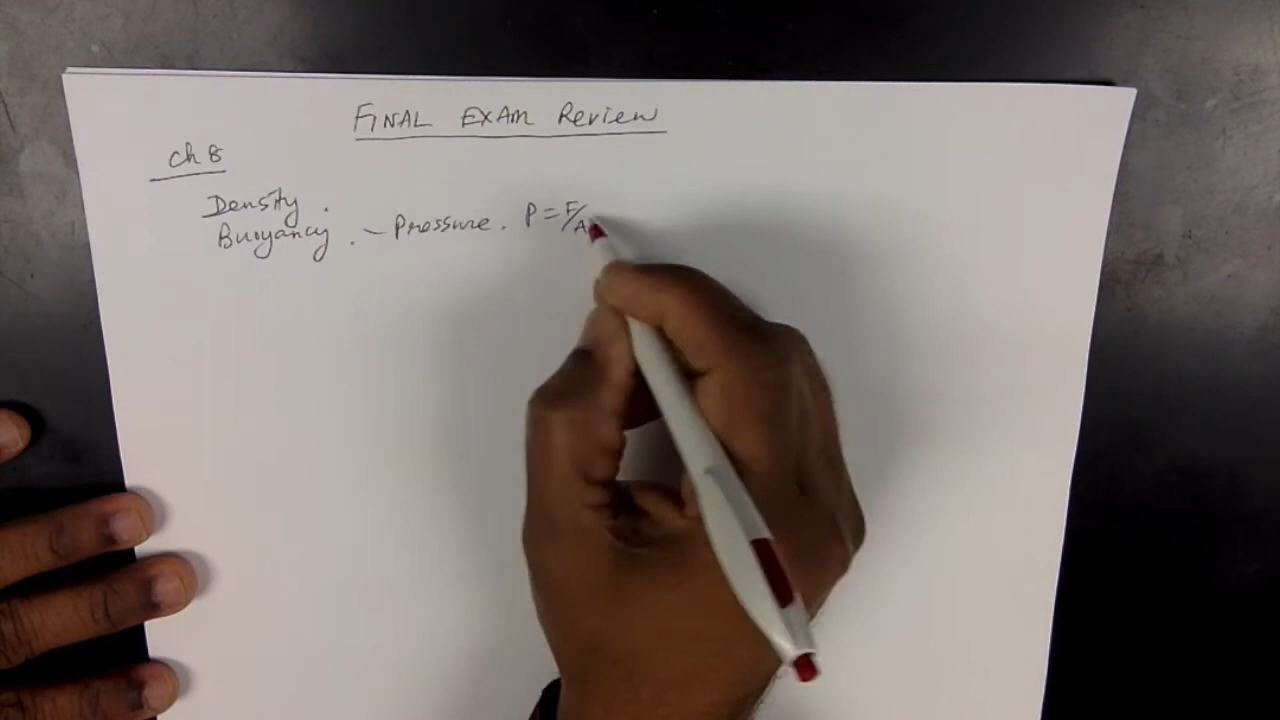 FINAL EXAM Review
Ch 8
Density.
Buoyancy. - Pressure. P = F/A